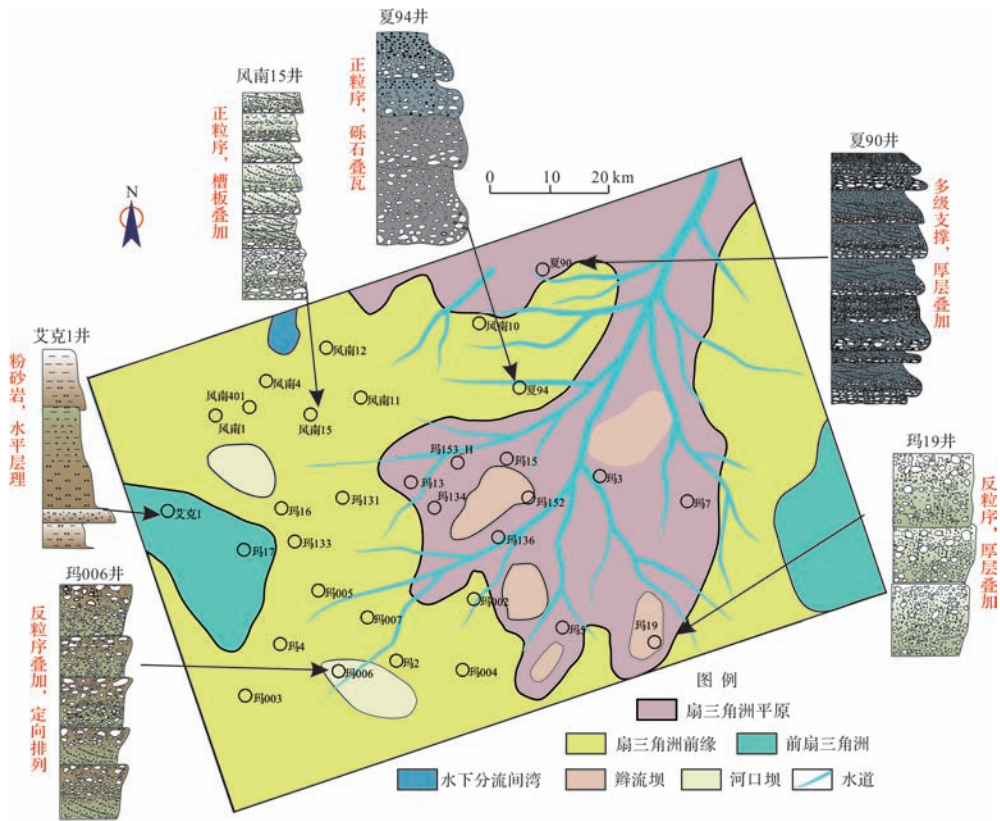 夏94井
风南15井
正粒序，砾石叠瓦
正粒序，槽板叠加
夏90井
多级支撑，厚层叠加
0 10 20 km
N
夏90
风南10
艾克1井
粉砂岩，水平层理
风南12
风南4
夏94
风南401
风南11
风南1
风南15
玛19井
反粒序，厚层叠加
玛153_H
玛15
玛3
玛13
玛134
玛131
玛152
玛7
艾克1
玛16
玛133
玛136
玛17
玛006井
反粒序叠加，定向排列
玛005
玛002
玛007
玛5
玛19
玛4
玛2
玛006
玛004
玛003
图 例
扇三角洲平原
扇三角洲前缘
前扇三角洲
水下分流间湾
辫流坝
河口坝
水道